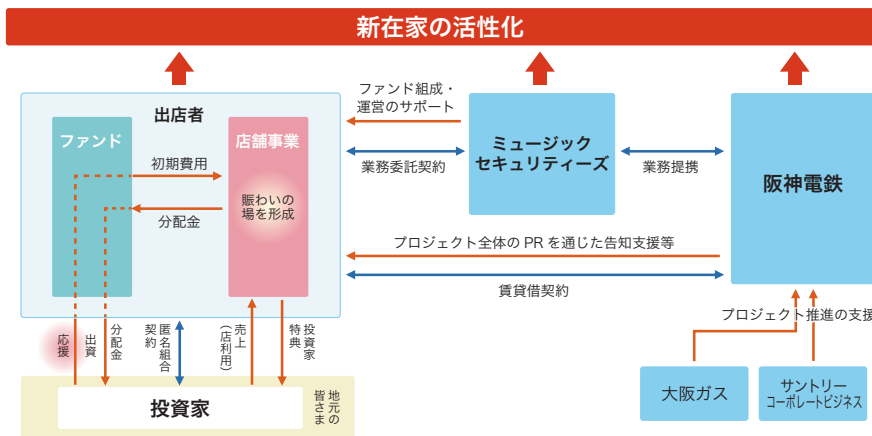 新在家の活性化
出店者
ファンド
店舗事業
初期費用
賑わいの
場を形成
分配金
ファンド組成・
運営のサポート
業務委託契約
ミュージック
セキュリティーズ
業務提携
阪神電鉄
プロジェクト全体の PR を通じた告知支援等
賃貸借契約
応援
出資
分配金
匿名組合
契約
売上
(店利用)
投資家
特典
プロジェクト推進の支援
投資家
地元の
皆さま
大阪ガス
サントリー
コーポレートビジネス